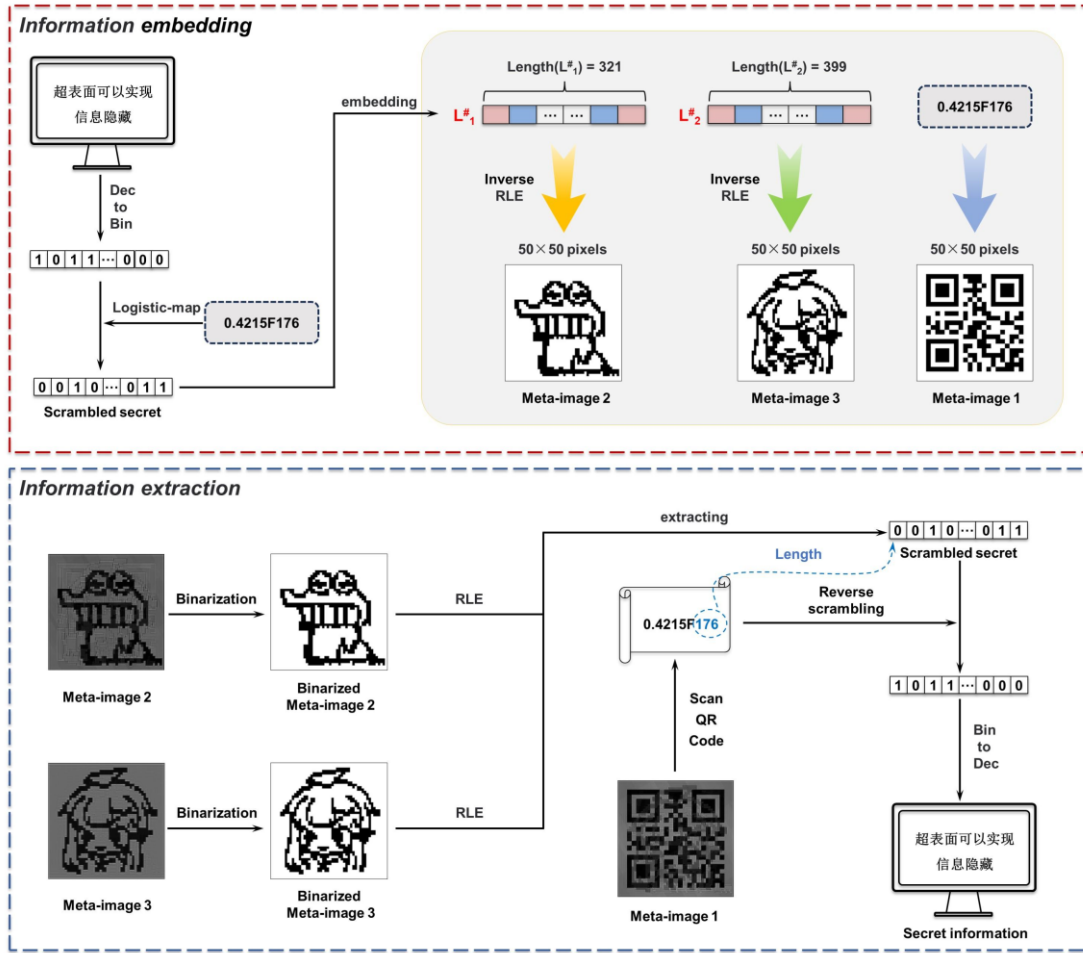 Information embedding
超表面可以实现
信息隐藏
Dec
to
Bin
1 0 1 1 ··· 0 0 0
Logistic-map
0.4215F176
0 0 1 0 ··· 0 1 1
Scrambled secret
embedding
Length(L#1) = 321
L#1
··· ···
Inverse
RLE
50×50 pixels
Meta-image 2
Length(L#2) = 399
L#2
··· ···
Inverse
RLE
50×50 pixels
Meta-image 3
0.4215F176
50×50 pixels
Meta-image 1
Information extraction
Meta-image 2
Binarization
Binarized
Meta-image 2
RLE
Meta-image 3
Binarization
Binarized
Meta-image 3
RLE
extracting
Length
0.4215F176
Scan
QR
Code
Meta-image 1
0 0 1 0 ··· 0 1 1
Scrambled secret
Reverse
scrambling
1 0 1 1 ··· 0 0 0
Bin
to
Dec
超表面可以实现
信息隐藏
Secret information